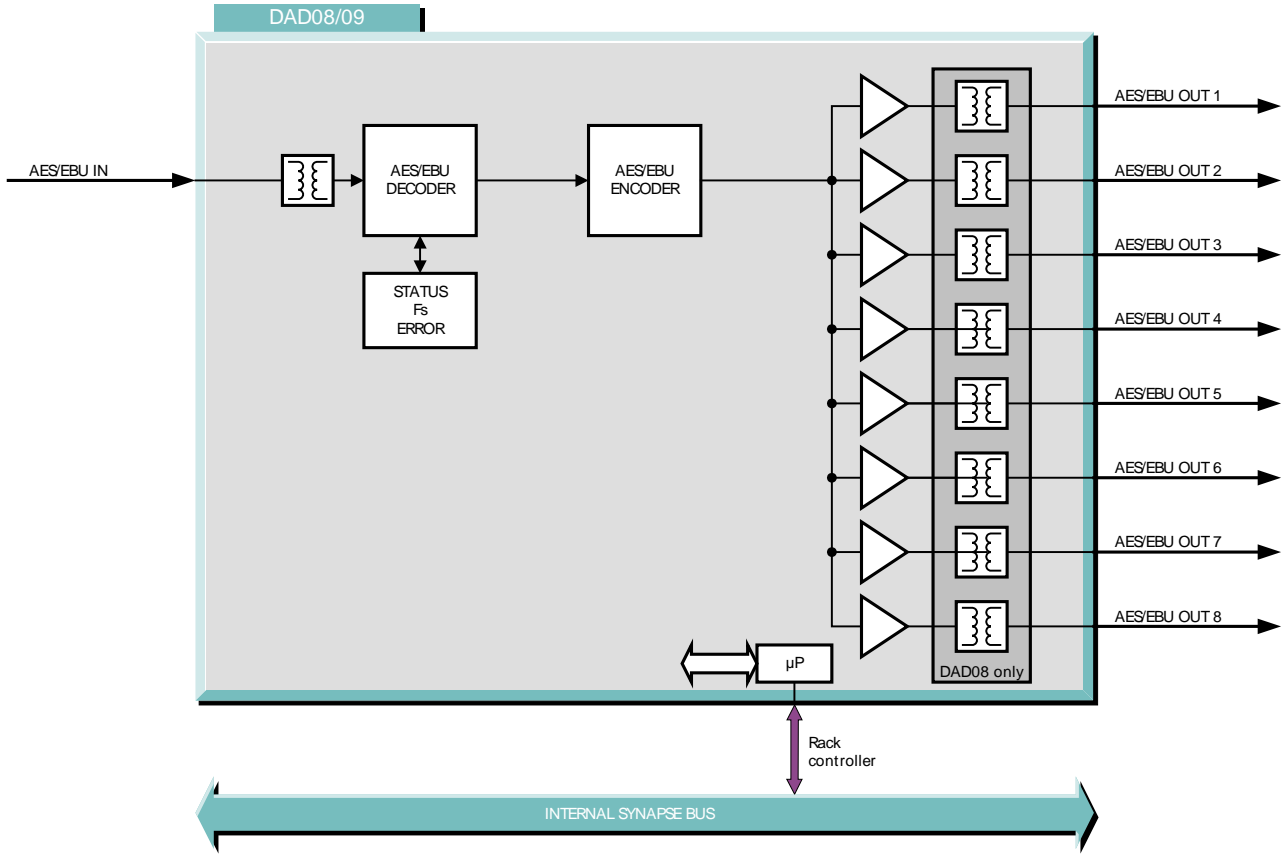 DAD08/09
AES/EBU IN
AES/EBU
DECODER
AES/EBU
ENCODER
STATUS
Fs
ERROR
AES/EBU OUT 1
AES/EBU OUT 2
AES/EBU OUT 3
AES/EBU OUT 4
AES/EBU OUT 5
AES/EBU OUT 6
AES/EBU OUT 7
AES/EBU OUT 8
µP
DAD08 only
Rack
controller
INTERNAL SYNAPSE BUS